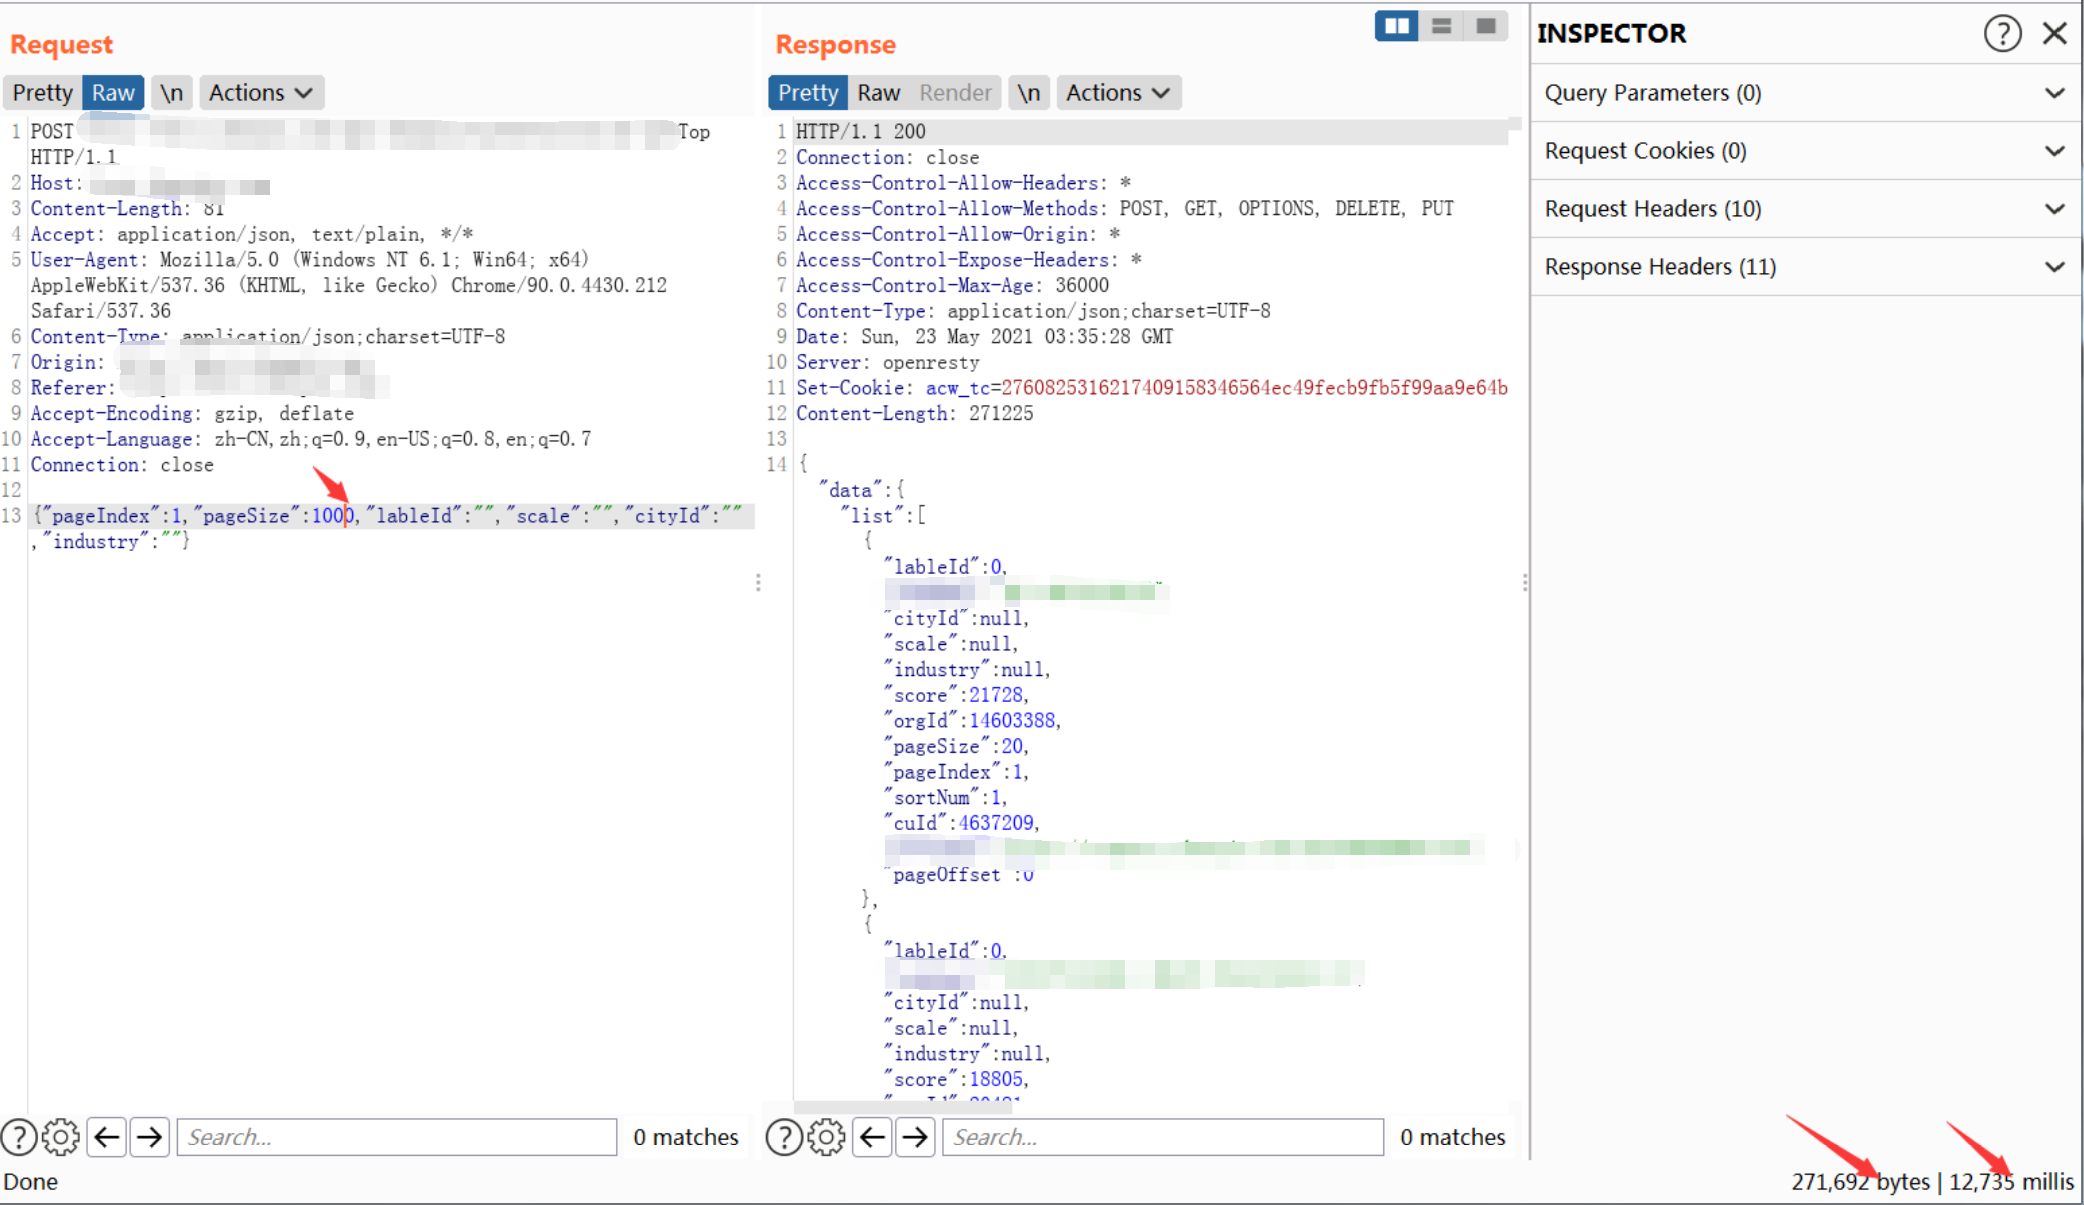 Request
Pretty Raw \n Actions
1 POST Top
HTTP/1.1
2 Host:
3 Content-Length: 81
4 Accept: application/json, text/plain, */*
5 User-Agent: Mozilla/5.0 (Windows NT 6.1; Win64; x64)
AppleWebKit/537.36 (KHTML, like Gecko) Chrome/90.0.4430.212
Safari/537.36
6 Content-Type: application/json;charset=UTF-8
7 Origin:
8 Referer:
9 Accept-Encoding: gzip, deflate
10 Accept-Language: zh-CN,zh;q=0.9,en-US;q=0.8,en;q=0.7
11 Connection: close
12
13 {"pageIndex":1,"pageSize":1000,"lableId":"","scale":"","cityId":""
,"industry":""}
Search...
0 matches
Done
Response
Pretty Raw Render \n Actions
1 HTTP/1.1 200
2 Connection: close
3 Access-Control-Allow-Headers: *
4 Access-Control-Allow-Methods: POST, GET, OPTIONS, DELETE, PUT
5 Access-Control-Allow-Origin: *
6 Access-Control-Expose-Headers: *
7 Access-Control-Max-Age: 36000
8 Content-Type: application/json;charset=UTF-8
9 Date: Sun, 23 May 2021 03:35:28 GMT
10 Server: openresty
11 Set-Cookie: acw_tc=2760825316217409158346564ec49fecb9fb5f99aa9e64b
12 Content-Length: 271225
13
14 {
"data":{
"list":[
{
"lableId":0,
"cityId":null,
"scale":null,
"industry":null,
"score":21728,
"orgId":14603388,
"pageSize":20,
"pageIndex":1,
"sortNum":1,
"cuId":4637209,
"pageOffset":0
},
{
"lableId":0,
"cityId":null,
"scale":null,
"industry":null,
"score":18805,
Search...
0 matches
INSPECTOR
Query Parameters (0)
Request Cookies (0)
Request Headers (10)
Response Headers (11)
271,692 bytes | 12,735 millis